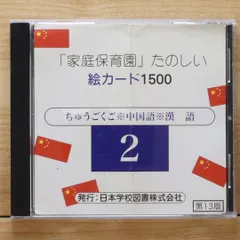 「家庭保育園」たのしい
絵カード1500
ちゅうごくご※中国語※漢　語
2
発行：日本学校図書株式会社
第13版